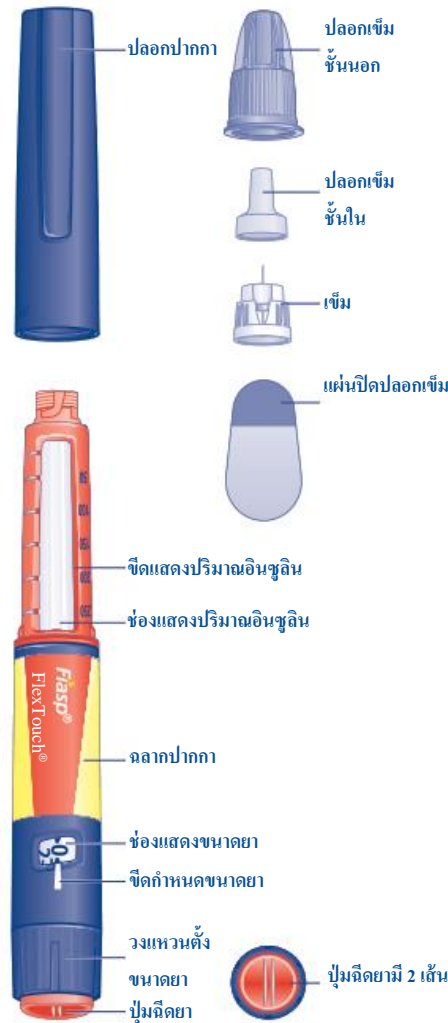 ปลอกปากกา
ปลอกเข็ม
ชั้นนอก
ปลอกเข็ม
ชั้นใน
เข็ม
แผ่นปิดปลอกเข็ม
50
100
150
200
250
ขีดแสดงปริมาณอินซูลิน
ช่องแสดงปริมาณอินซูลิน
Fiasp®
FlexTouch®
ฉลากปากกา
0
2
ช่องแสดงขนาดยา
ขีดกำหนดขนาดยา
วงแหวนตั้ง
ขนาดยา
ปุ่มฉีดยา
ปุ่มฉีดยามี 2 เส้น